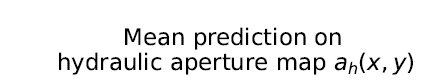 Mean prediction on
hydraulic aperture map $a_h(x, y)$